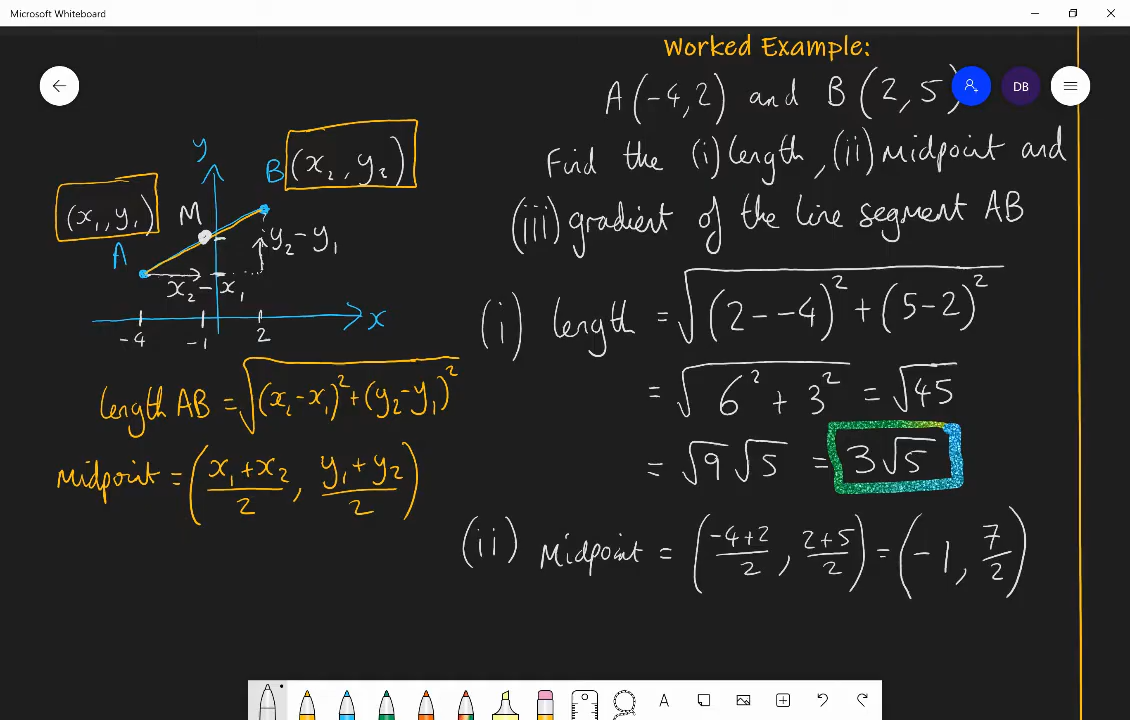 Microsoft Whiteboard
Worked Example:
A(-4,2) and B(2,5)
DB
Find the (i) length, (ii) midpoint and
(iii) gradient of the line segment AB
y
B (x₂, y₂)
(x₁, y₁)
M
A
y₂ - y₁
x₂ - x₁
x
-4 -1 2
length AB = √((x₂-x₁)² + (y₂-y₁)²)
Midpoint = ((x₁+x₂)/2, (y₁+y₂)/2)
(i) length = √((2--4)² + (5-2)²)
= √(6² + 3²) = √45
= √9 √5 = 3√5
(ii) Midpoint = ((-4+2)/2, (2+5)/2) = (-1, 7/2)
A